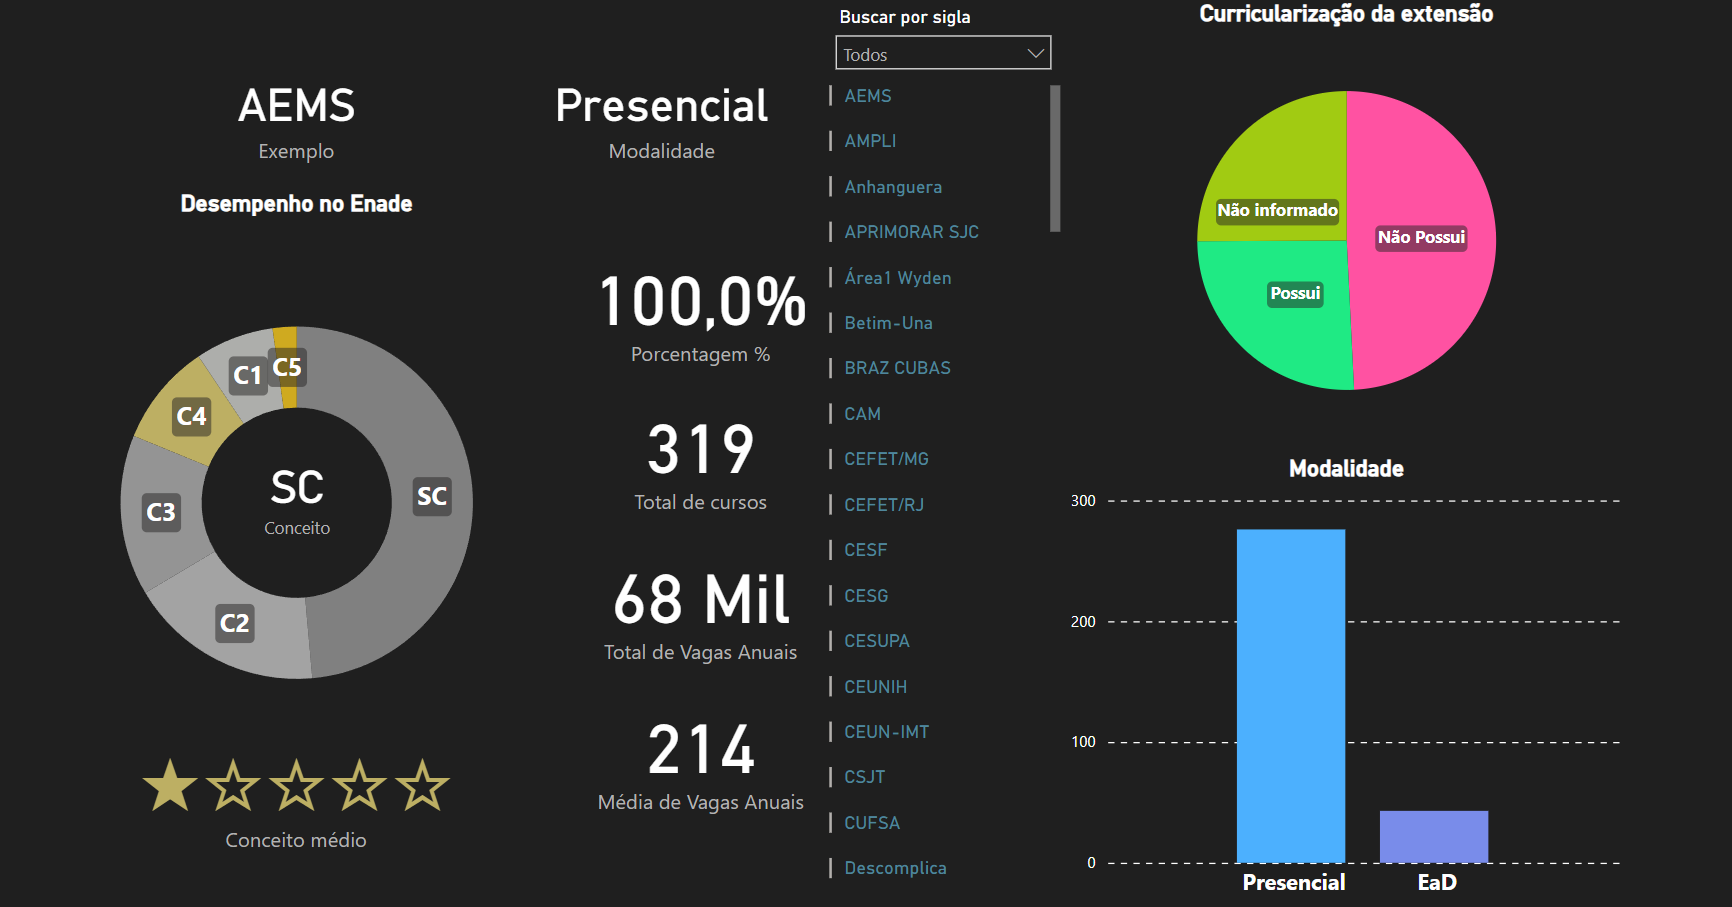 AEMS
Exemplo
Presencial
Modalidade
Desempenho no Enade
C1
C5
C4
C3
SC
Conceito
SC
C2
Conceito médio
100,0%
Porcentagem %
319
Total de cursos
68 Mil
Total de Vagas Anuais
214
Média de Vagas Anuais
Buscar por sigla
Todos
AEMS
AMPLI
Anhanguera
APRIMORAR SJC
Área1 Wyden
Betim-Una
BRAZ CUBAS
CAM
CEFET/MG
CEFET/RJ
CESF
CESG
CESUPA
CEUNIH
CEUN-IMT
CSJT
CUFSA
Descomplica
Curricularização da extensão
Não informado
Não Possui
Possui
Modalidade
300
200
100
0
Presencial
EaD